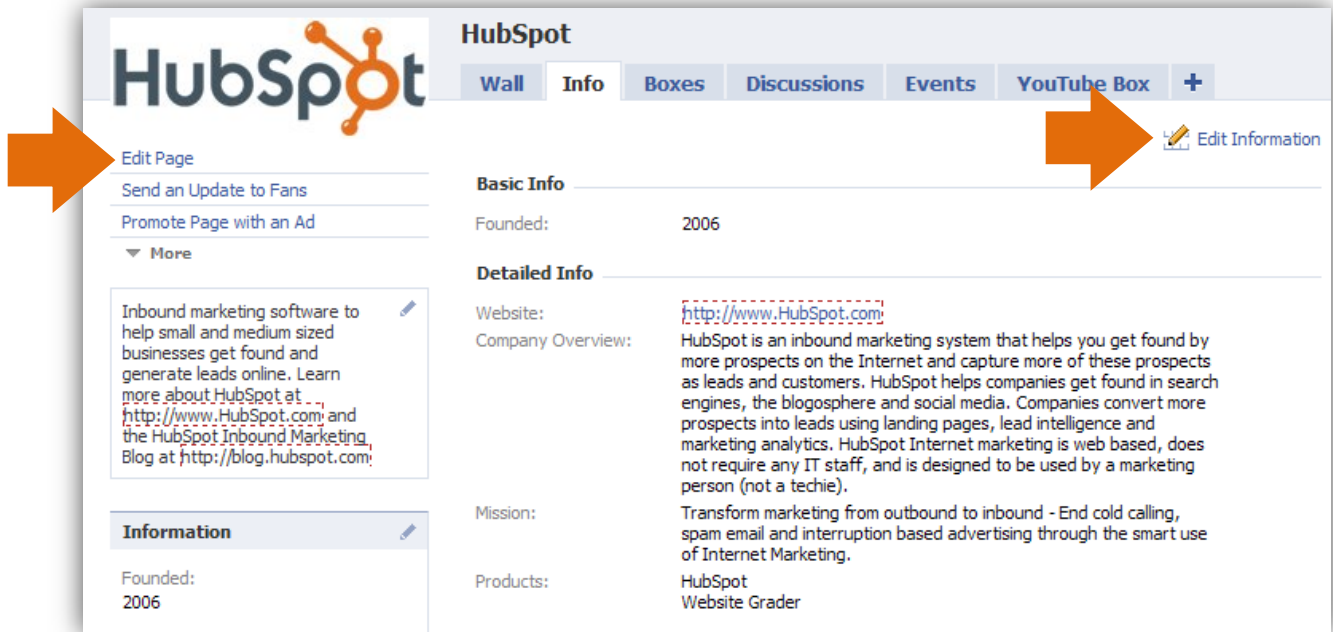 HubSpot
HubSpot
Wall Info Boxes Discussions Events YouTube Box +
Edit Information
Edit Page
Send an Update to Fans
Promote Page with an Ad
More
Inbound marketing software to
help small and medium sized
businesses get found and
generate leads online. Learn
more about HubSpot at
http://www.HubSpot.com and
the HubSpot Inbound Marketing
Blog at http://blog.hubspot.com
Information
Founded:
2006
Basic Info
Founded: 2006
Detailed Info
Website: http://www.HubSpot.com
Company Overview: HubSpot is an inbound marketing system that helps you get found by
more prospects on the Internet and capture more of these prospects
as leads and customers. HubSpot helps companies get found in search
engines, the blogosphere and social media. Companies convert more
prospects into leads using landing pages, lead intelligence and
marketing analytics. HubSpot Internet marketing is web based, does
not require any IT staff, and is designed to be used by a marketing
person (not a techie).
Mission: Transform marketing from outbound to inbound - End cold calling,
spam email and interruption based advertising through the smart use
of Internet Marketing.
Products: HubSpot
Website Grader